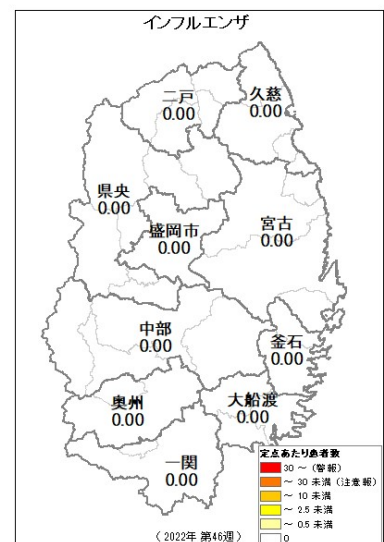 インフルエンザ
二戸
0.00
久慈
0.00
県央
0.00
盛岡市
0.00
宮古
0.00
中部
0.00
釜石
0.00
奥州
0.00
大船渡
0.00
一関
0.00
定点あたり患者数
30 ～ (警報)
～ 30 未満 (注意報)
～ 10 未満
～ 2.5 未満
～ 0.5 未満
0
(2022年 第46週)